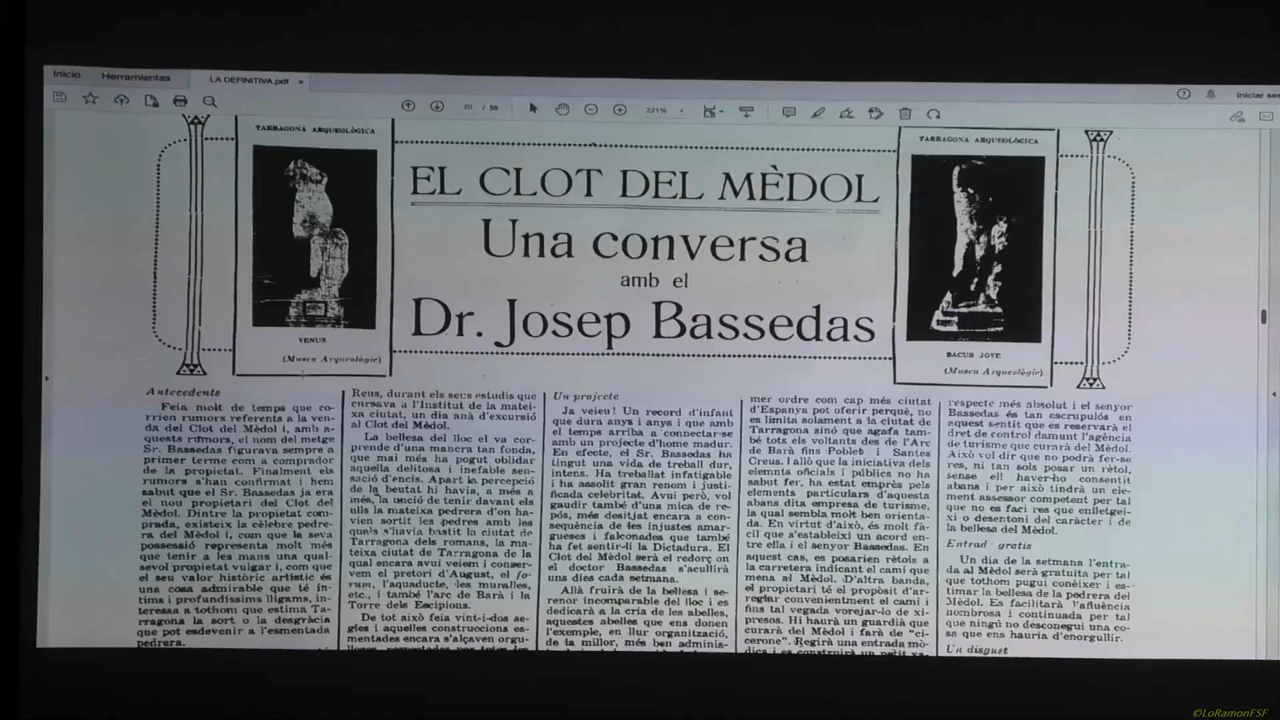 Inicio Herramientas LA DEFINITIVA.pdf ×
Iniciar ses
20 / 55
221%
TARRAGONA ARQUEOLÒGICA
VENUS
(Museu Arqueològic)
EL CLOT DEL MÈDOL
Una conversa
amb el
Dr. Josep Bassedas
TARRAGONA ARQUEOLÒGICA
BACUS JOVE
(Museu Arqueològic)
Antecedents
Feia molt de temps que co-
rrien rumors referents a la ven-
da del Clot del Mèdol i, amb a-
questa rumors, el nom del metge
Sr. Bassedas figurava sempre a
primer terme com a comprador
de la propietat. Finalment els
rumors s'han confirmat i hem
sabut que el Sr. Bassedas ja era
el nou propietari del Clot del
Mèdol. Dintre la propietat com-
prada, existeix la cèlebre pedre-
ra del Mèdol i, com que la seva
possessió representa molt més
que tenir a les mans una qual-
sevol propietat vulgar i, com que
el seu valor històric artístic és
una cosa admirable que té ín-
tims i profundíssims lligams, in-
teressa a tothom que estima Ta-
rragona la sort o la desgràcia
que pot esdevenir a l'esmentada
pedrera.
Reus, durant els seus estudis que
cursava a l'Institut de la matei-
xa ciutat, un dia anà d'excursió
al Clot del Mèdol.
La bellesa del lloc el va cor-
prende d'una manera tan fonda,
que mai més ha pogut oblidar
aquella delitosa i inefable sen-
sació d'encís. Apart la percepció
de la beutat hi havia, a més a
més, la unció de tenir davant els
ulls la mateixa pedrera d'on ha-
vien sortit les pedres amb les
quals s'havia bastit la ciutat de
Tarragona dels romans, la ma-
teixa ciutat de Tarragona de la
qual encara avui veiem i conser-
vem el pretori d'August, el fo-
rum, l'aqüeducte, les muralles,
etc., i també l'arc de Barà i la
Torre dels Escipions.
De tot això feia vint-i-dos se-
gles i aquelles construccions es-
mentades encara s'alçaven orgu-
lloses, respectades per totes les
Un projecte
Ja veieu! Un record d'infant
que dura anys i anys i que amb
el temps arriba a connectar-se
amb un projecte d'home madur.
En efecte, el Sr. Bassedas ha
tingut una vida de treball dur,
intens. Ha treballat infatigable
i ha assolit gran renom i justi-
ficada celebritat. Avui però, vol
gaudir també d'una mica de re-
pòs, més desitjat encara a con-
seqüència de les injustes amar-
gueses i falconades que també
ha fet sentir-li la Dictadura. El
Clot del Mèdol serà el redorç on
el doctor Bassedas s'acullirà
uns dies cada setmana.
Allà fruirà de la bellesa i se-
renor incomparable del lloc i es
dedicarà a la cria de les abelles,
aquestes abelles que ens donen
l'exemple, en llur organització,
de la millor, més ben adminis-
mer ordre com cap més ciutat
d'Espanya pot oferir perquè, no
es limita solament a la ciutat de
Tarragona sinó que agafa tam-
bé tots els voltants des de l'Arc
de Barà fins Poblet i Santes
Creus. I allò que la iniciativa dels
elements oficials i públics no ha
sabut fer, ha estat emprès pels
elements particulars d'aquesta
abans dita empresa de turisme,
la qual sembla molt ben orienta-
da. En virtut d'això, és molt fà-
cil que s'estableixi un acord en-
tre ella i el senyor Bassedas. En
aquest cas, es posarien rètols a
la carretera indicant el camí que
mena al Mèdol. D'altra banda,
el propietari té el propòsit d'ar-
reglar convenientment el camí i
fins tal vegada vorejar-lo de xi-
presos. Hi haurà un guardià que
curarà del Mèdol i farà de "ci-
cerone". Regirà una entrada mò-
dica i es construirà un petit xa-
respecte més absolut i el senyor
Bassedas és tan escrupulós en
aquest sentit que es reservarà el
dret de control damunt l'agència
de turisme que curarà del Mèdol.
Això vol dir que no podrà fer-se
res, ni tan sols posar un rètol,
sense ell haver-ho consentit
abans i per això tindrà un ele-
ment assessor competent per tal
que no es faci res que enlletgei-
xi o desentoni del caràcter i de
la bellesa del Mèdol.
Entrada gratis
Un dia de la setmana l'entra-
da al Mèdol serà gratuïta per tal
que tothom pugui conèixer i es-
timar la bellesa de la pedrera del
Mèdol. Es facilitarà l'afluència
nombrosa i continuada per tal
que ningú no desconegui una co-
sa que ens hauria d'enorgullir.
Un disgust
©LoRamonFSF